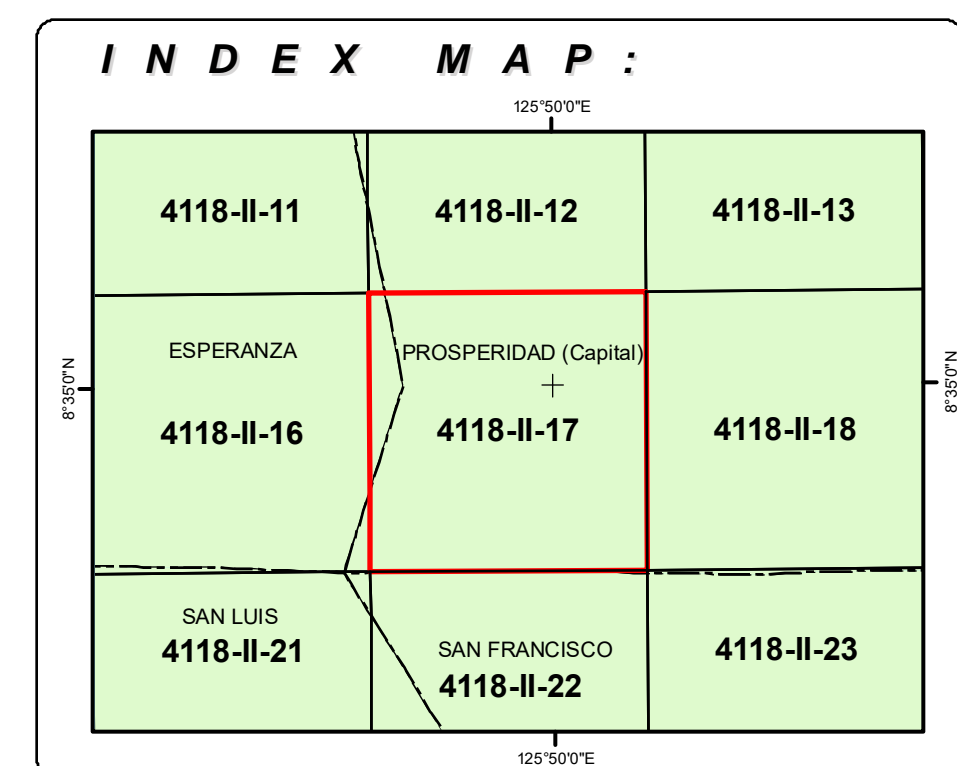 INDEX MAP:
125°50'0"E
4118-II-11
4118-II-12
4118-II-13
ESPERANZA
PROSPERIDAD (Capital)
8°35'0"N
8°35'0"N
4118-II-16
4118-II-17
4118-II-18
SAN LUIS
4118-II-21
SAN FRANCISCO
4118-II-22
4118-II-23
125°50'0"E